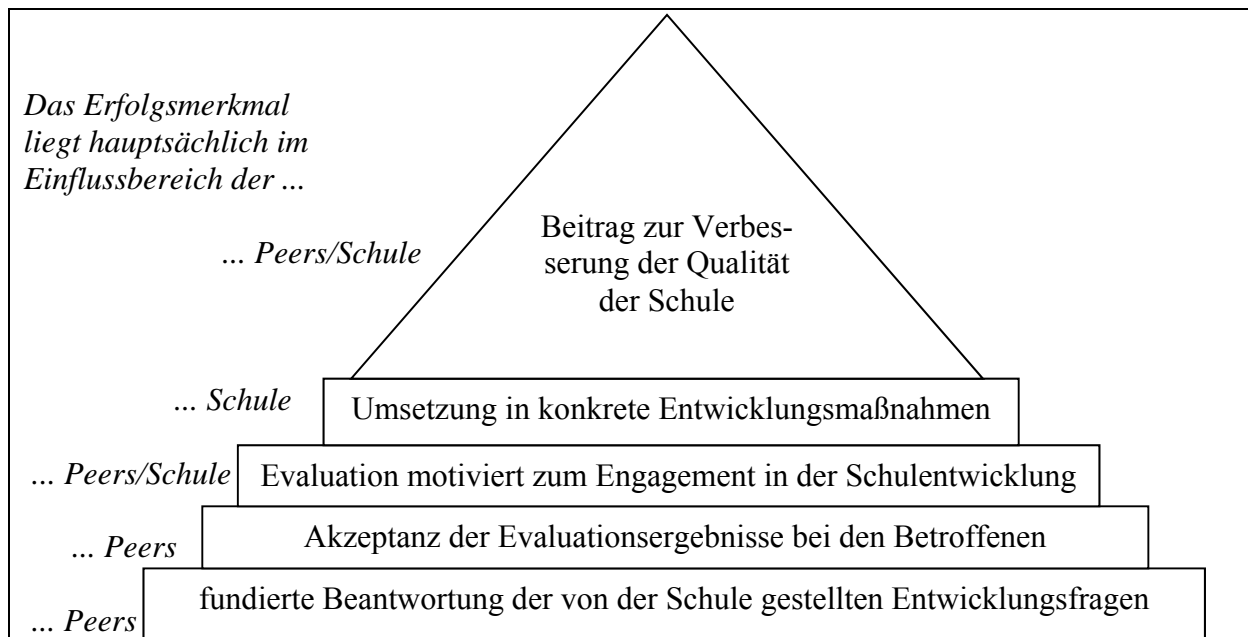 Das Erfolgsmerkmal
liegt hauptsächlich im
Einflussbereich der ...
... Peers/Schule
Beitrag zur Verbes-
serung der Qualität
der Schule
... Schule
Umsetzung in konkrete Entwicklungsmaßnahmen
... Peers/Schule
Evaluation motiviert zum Engagement in der Schulentwicklung
... Peers
Akzeptanz der Evaluationsergebnisse bei den Betroffenen
... Peers
fundierte Beantwortung der von der Schule gestellten Entwicklungsfragen